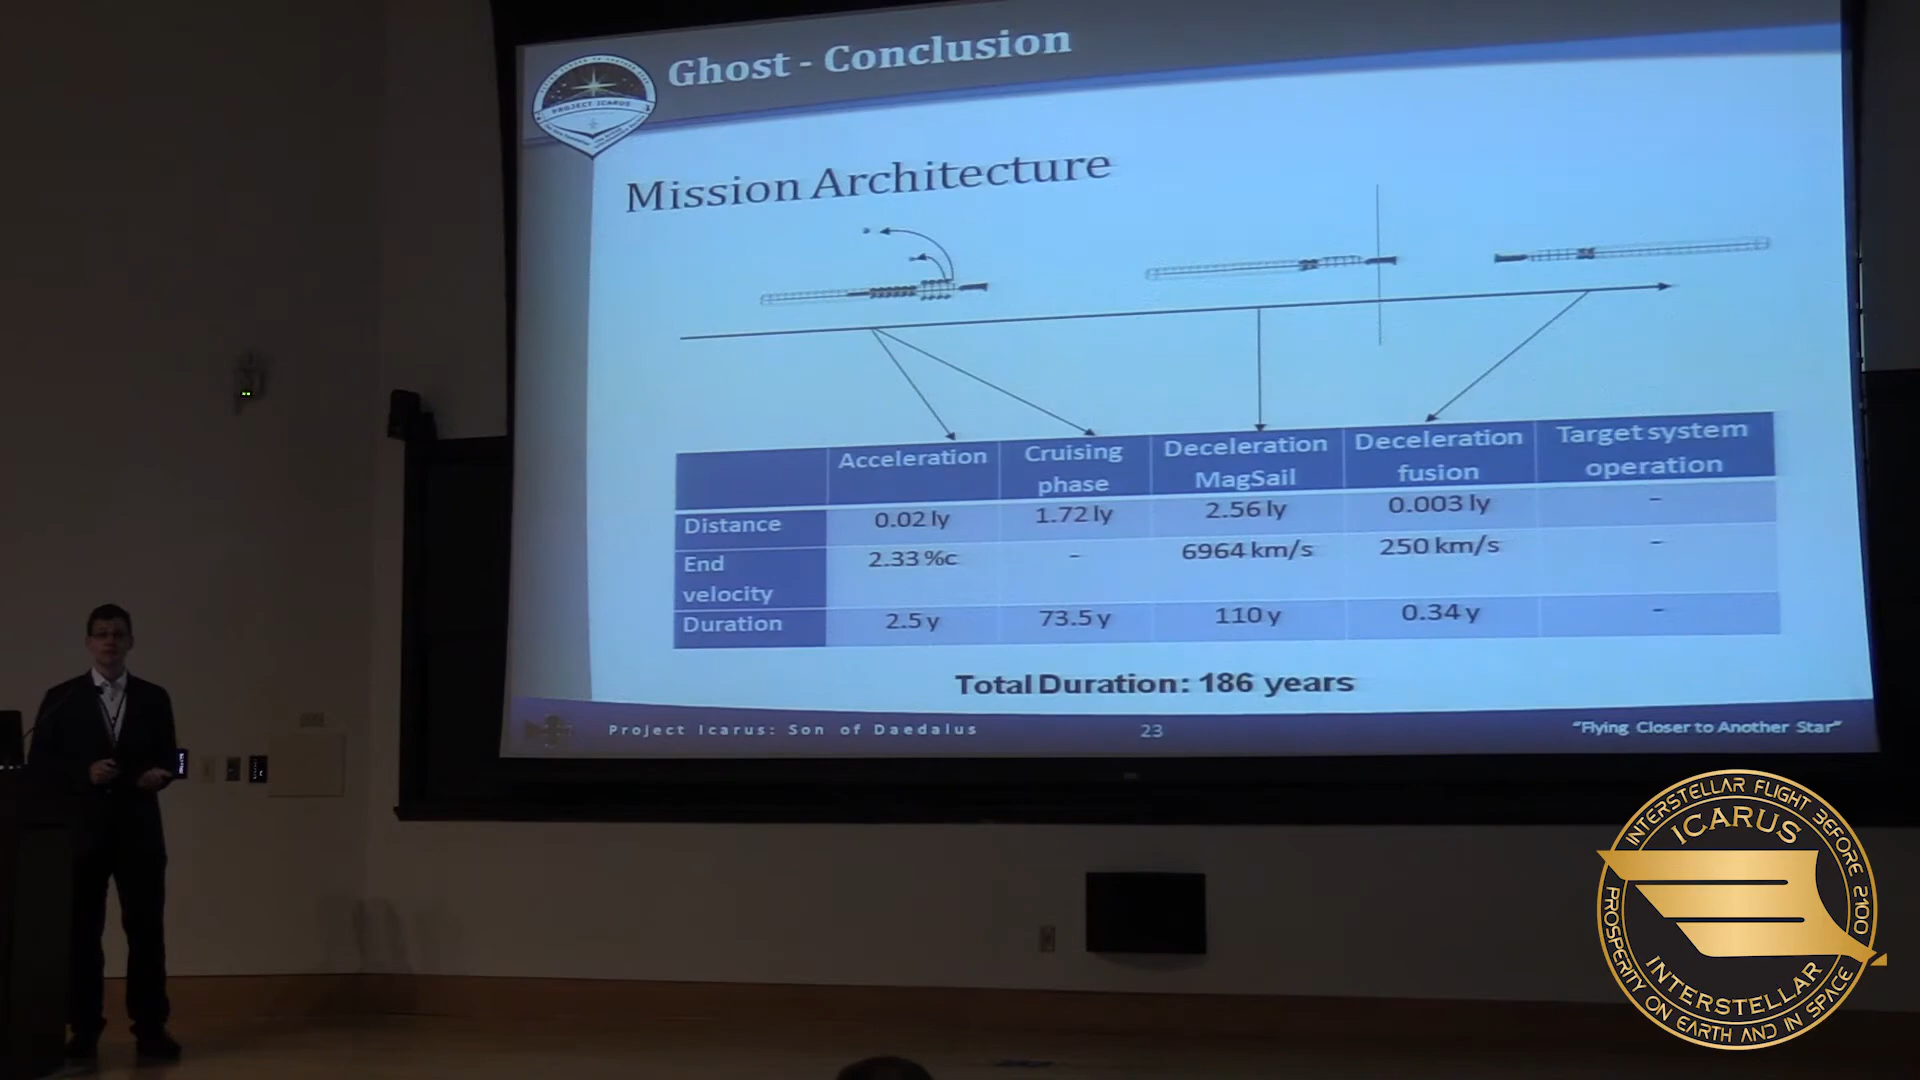 Ghost - Conclusion
PROJECT ICARUS
Mission Architecture
Acceleration
Cruising
phase
Deceleration
MagSail
Deceleration
fusion
Target system
operation
Distance
0.02 ly
1.72 ly
2.56 ly
0.003 ly
-
End
velocity
2.33 %c
-
6964 km/s
250 km/s
-
Duration
2.5 y
73.5 y
110 y
0.34 y
-
Total Duration: 186 years
Project Icarus: Son of Daedalus
23
“Flying Closer to Another Star”
INTERSTELLAR FLIGHT BEFORE 2100
ICARUS
INTERSTELLAR
PROSPERITY ON EARTH AND IN SPACE